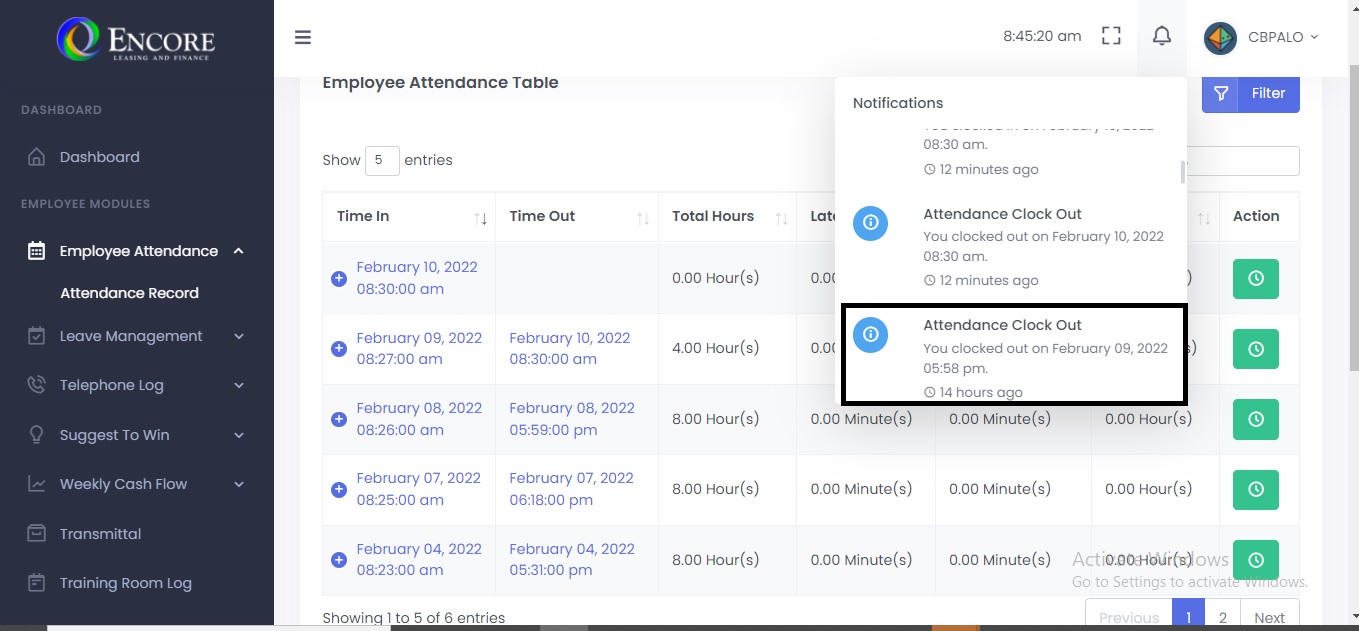 ENCORE
LEASING AND FINANCE
8:45:20 am
CBPALO
DASHBOARD
Dashboard
EMPLOYEE MODULES
Employee Attendance
Attendance Record
Leave Management
Telephone Log
Suggest To Win
Weekly Cash Flow
Transmittal
Training Room Log
Employee Attendance Table
Filter
Show 5 entries
Time In
Time Out
Total Hours
Late
Action
February 10, 2022
08:30:00 am
0.00 Hour(s)
0.00
)
February 09, 2022
08:27:00 am
February 10, 2022
08:30:00 am
4.00 Hour(s)
0.00
s)
February 08, 2022
08:26:00 am
February 08, 2022
05:59:00 pm
8.00 Hour(s)
0.00 Minute(s)
0.00 Minute(s)
0.00 Hour(s)
February 07, 2022
08:25:00 am
February 07, 2022
06:18:00 pm
8.00 Hour(s)
0.00 Minute(s)
0.00 Minute(s)
0.00 Hour(s)
February 04, 2022
08:23:00 am
February 04, 2022
05:31:00 pm
8.00 Hour(s)
0.00 Minute(s)
0.00 Minute(s)
0.00 Hour(s)
Showing 1 to 5 of 6 entries
Previous
1
2
Next
Notifications
You clocked in on February 10, 2022
08:30 am.
12 minutes ago
Attendance Clock Out
You clocked out on February 10, 2022
08:30 am.
12 minutes ago
Attendance Clock Out
You clocked out on February 09, 2022
05:58 pm.
14 hours ago
Activate Windows
Go to Settings to activate Windows.